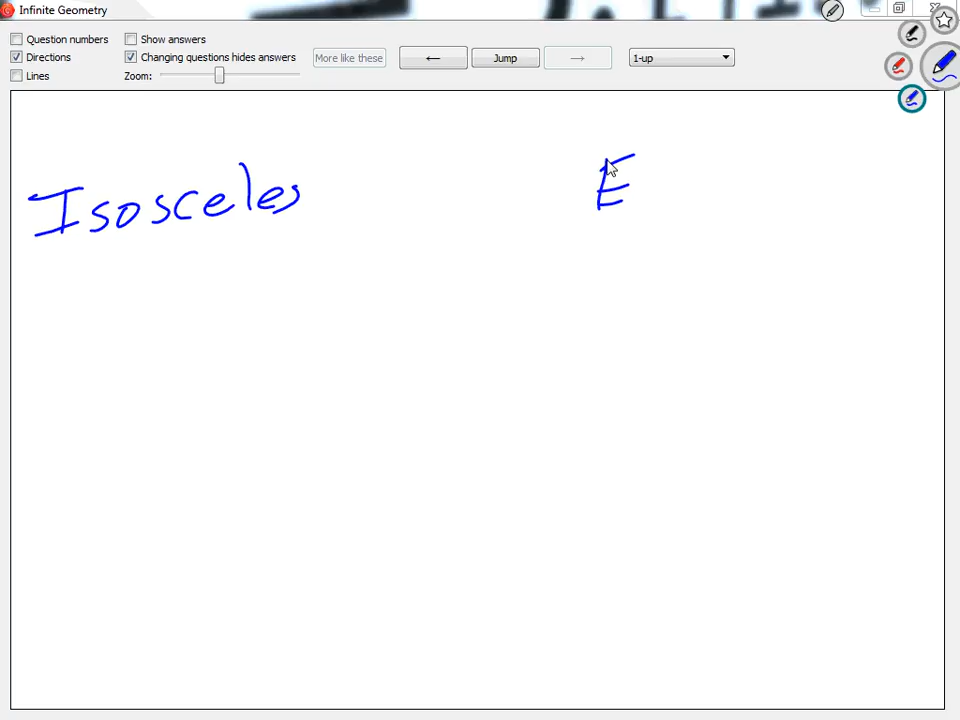 Infinite Geometry
Question numbers
Show answers
Directions
Changing questions hides answers
More like these
←
Jump
→
1-up
Lines
Zoom:
Isosceles E